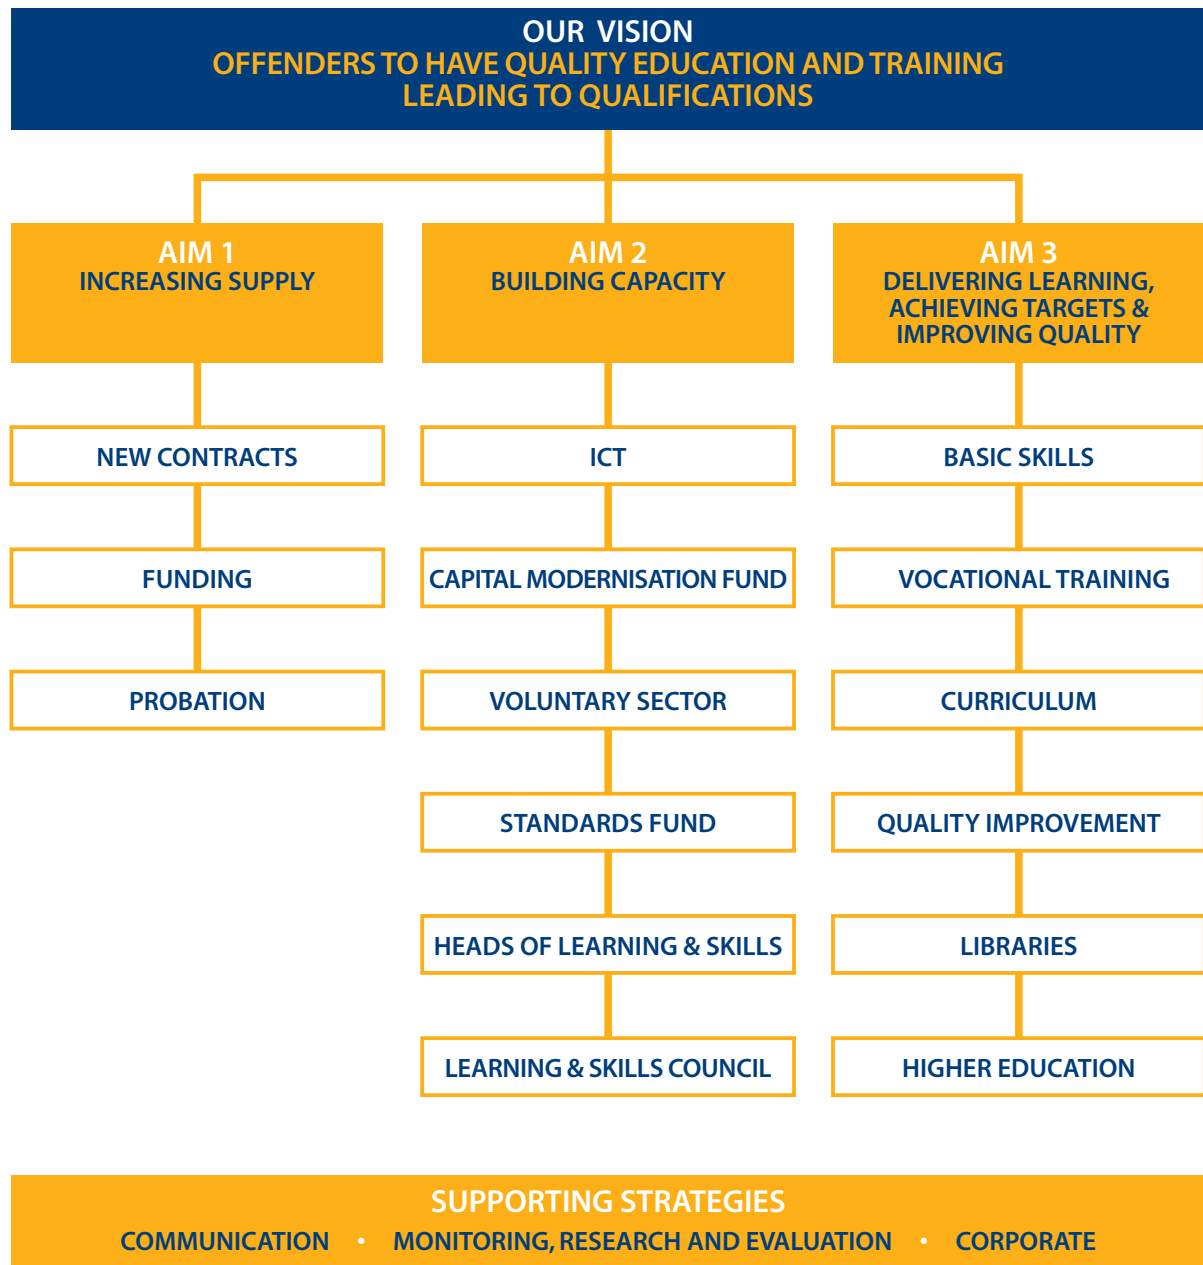 OUR VISION
OFFENDERS TO HAVE QUALITY EDUCATION AND TRAINING
LEADING TO QUALIFICATIONS
AIM 1
INCREASING SUPPLY
NEW CONTRACTS
FUNDING
PROBATION
AIM 2
BUILDING CAPACITY
ICT
CAPITAL MODERNISATION FUND
VOLUNTARY SECTOR
STANDARDS FUND
HEADS OF LEARNING & SKILLS
LEARNING & SKILLS COUNCIL
AIM 3
DELIVERING LEARNING,
ACHIEVING TARGETS &
IMPROVING QUALITY
BASIC SKILLS
VOCATIONAL TRAINING
CURRICULUM
QUALITY IMPROVEMENT
LIBRARIES
HIGHER EDUCATION
SUPPORTING STRATEGIES
COMMUNICATION • MONITORING, RESEARCH AND EVALUATION • CORPORATE